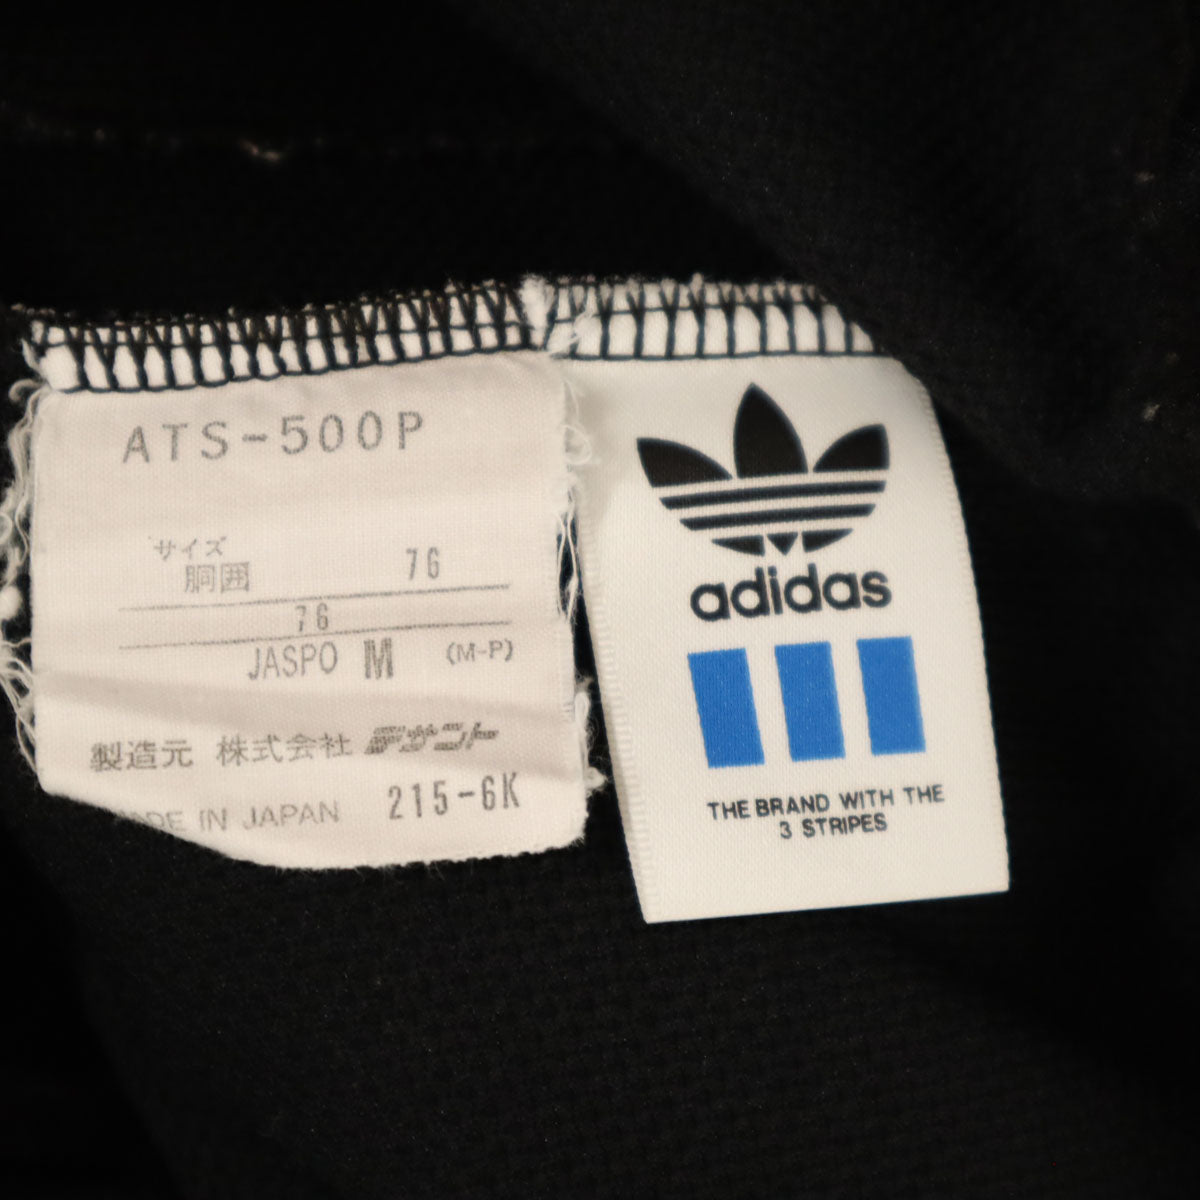 ATS-500P
サイズ
胴囲 76
76
JASPO M (M-P)
製造元 株式会社 デサント
MADE IN JAPAN 215-6K
adidas
THE BRAND WITH THE
3 STRIPES